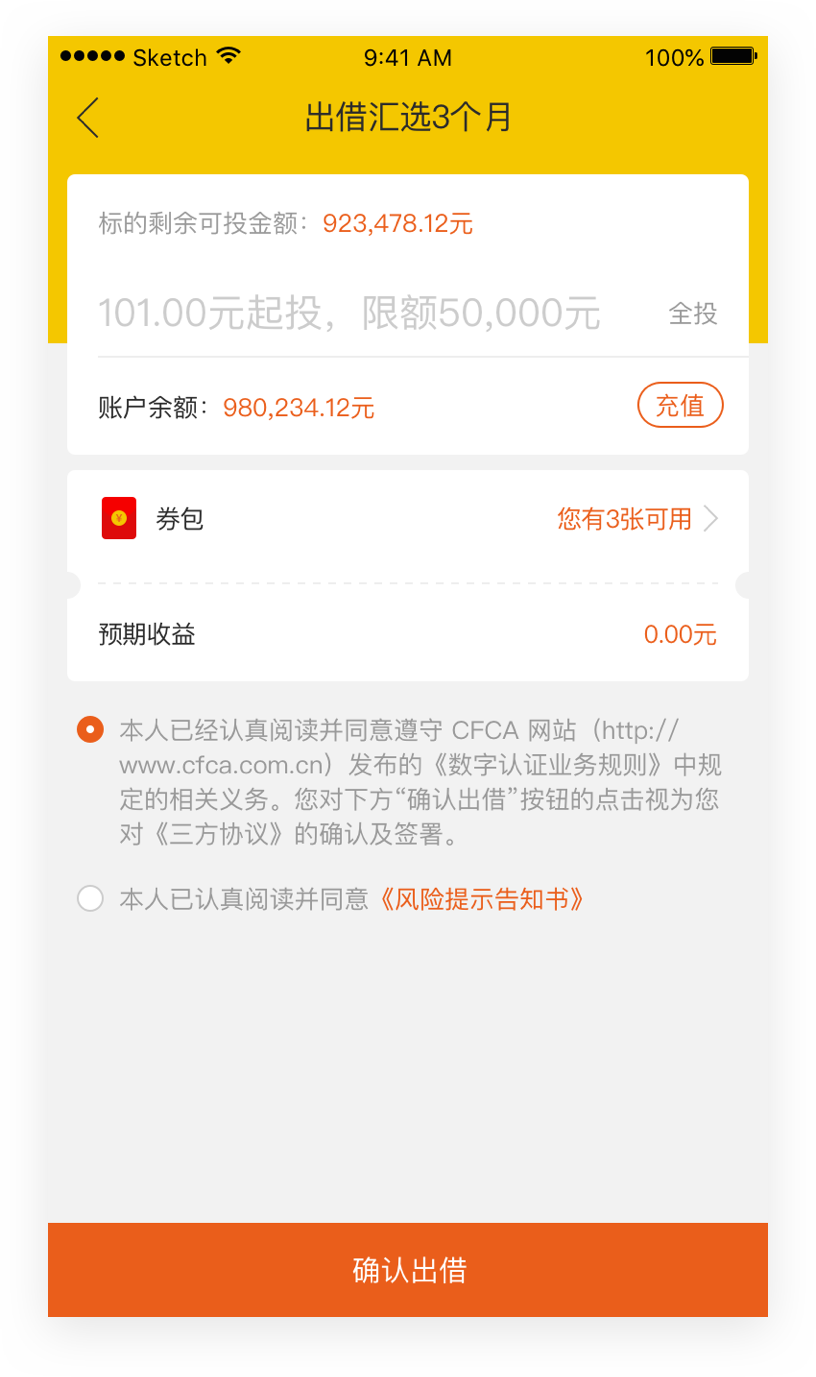 Sketch 9:41 AM 100%
出借汇选3个月
标的剩余可投金额：923,478.12元
101.00元起投，限额50,000元 全投
账户余额：980,234.12元 充值
¥ 券包 您有3张可用
预期收益 0.00元
本人已经认真阅读并同意遵守 CFCA 网站（http://
www.cfca.com.cn）发布的《数字认证业务规则》中规
定的相关义务。您对下方“确认出借”按钮的点击视为您
对《三方协议》的确认及签署。
本人已认真阅读并同意《风险提示告知书》
确认出借